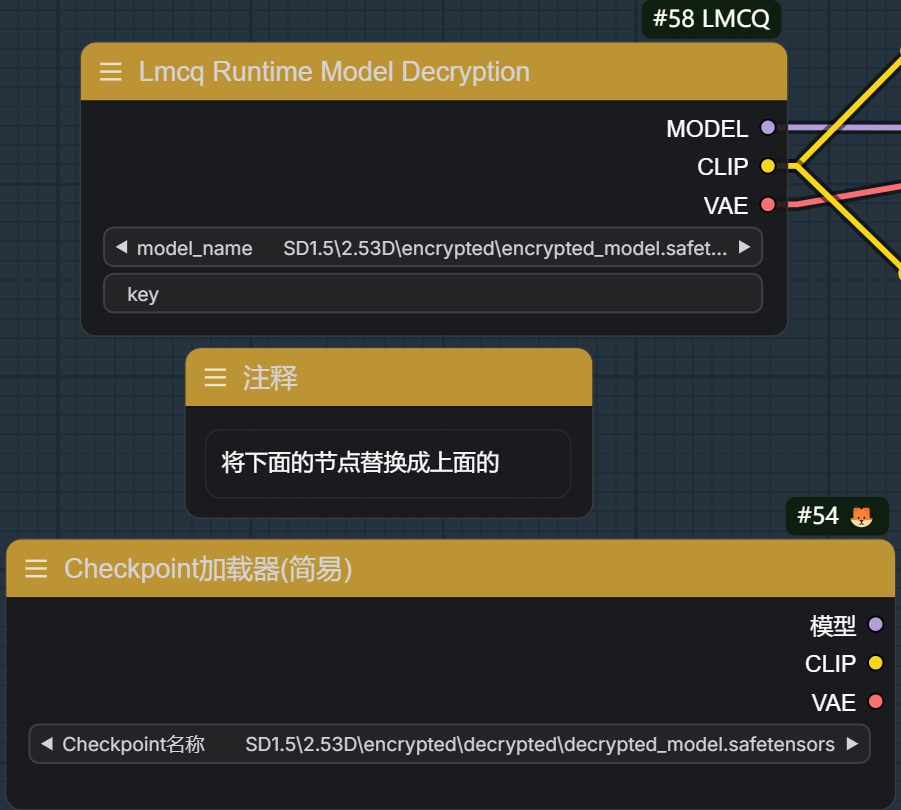 #58 LMCQ
Lmcq Runtime Model Decryption
MODEL
CLIP
VAE
model_name SD1.5\2.53D\encrypted\encrypted_model.safet...
key
注释
将下面的节点替换成上面的
#54
Checkpoint加载器(简易)
模型
CLIP
VAE
Checkpoint名称 SD1.5\2.53D\encrypted\decrypted\decrypted_model.safetensors